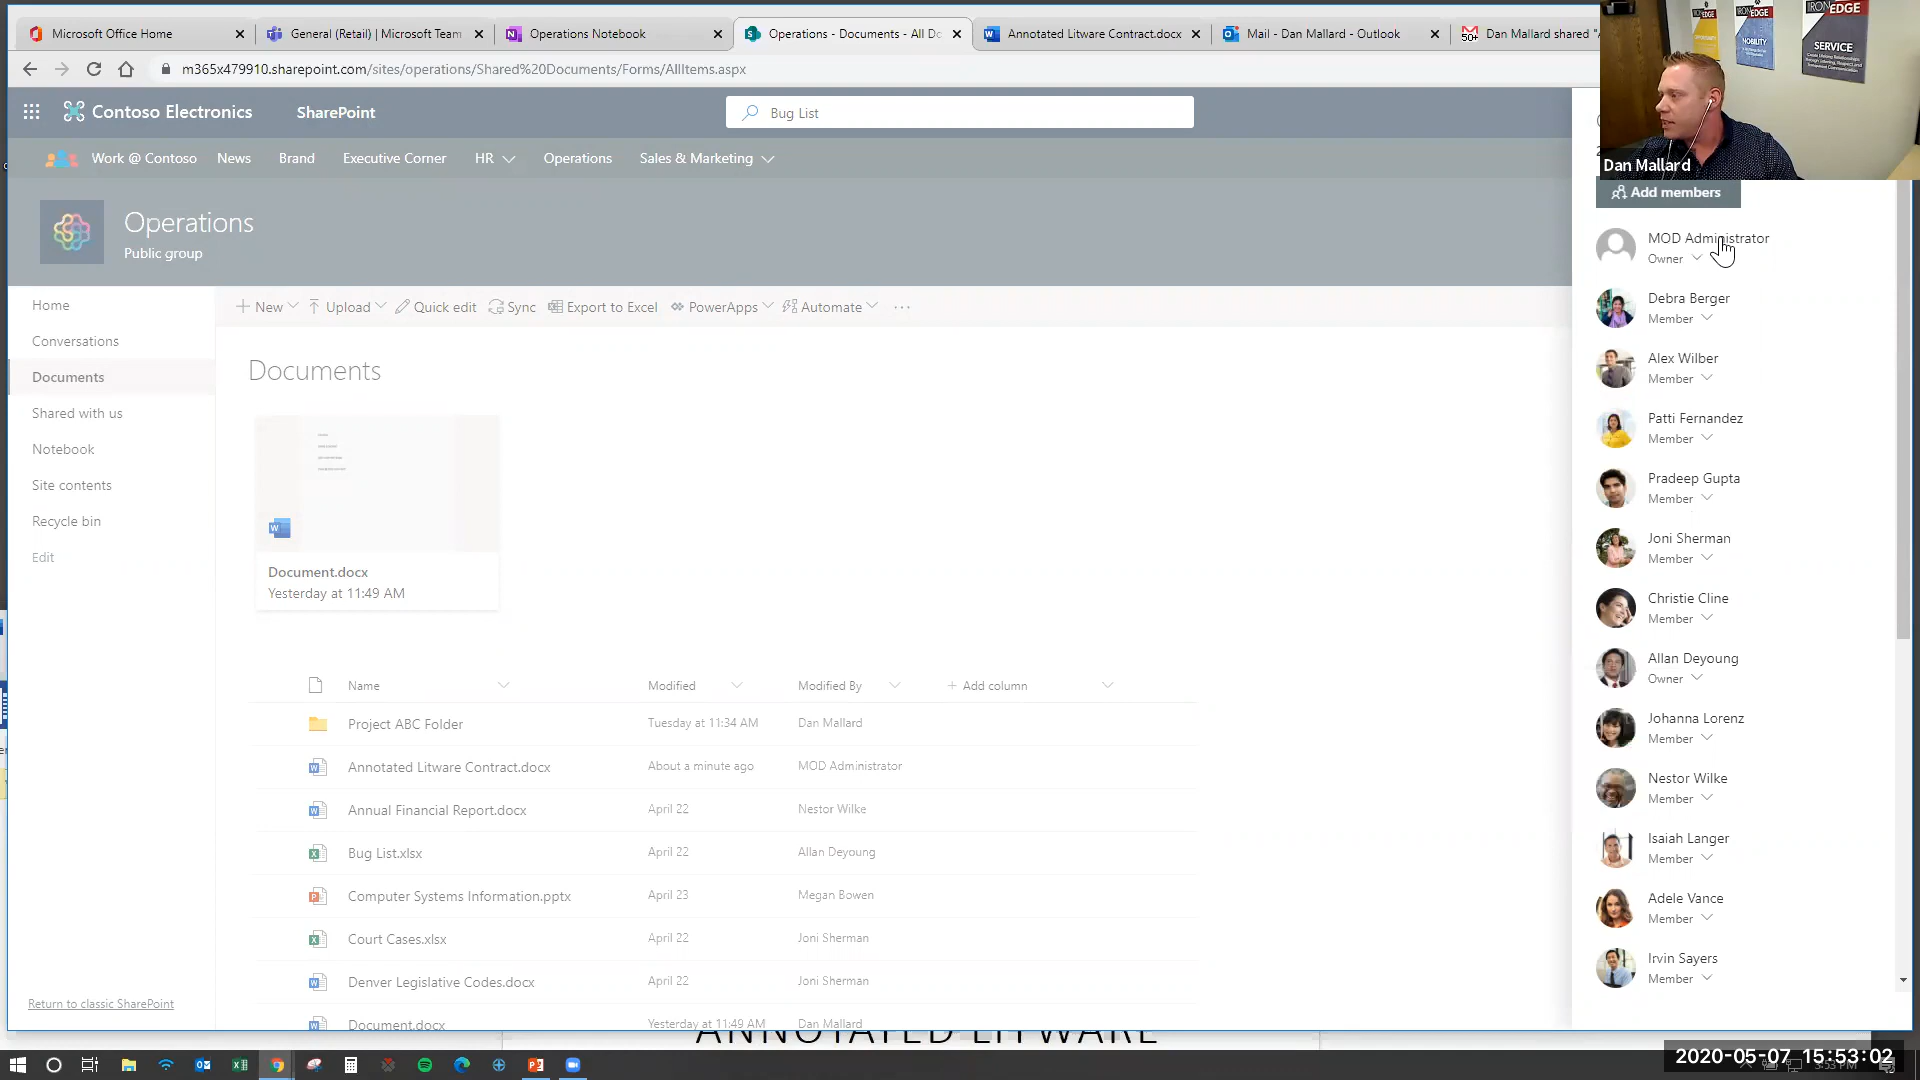 Microsoft Office Home
General (Retail) | Microsoft Team
Operations Notebook
Operations - Documents - All Do
Annotated Litware Contract.docx
Mail - Dan Mallard - Outlook
50+
Dan Mallard shared "A
m365x479910.sharepoint.com/sites/operations/Shared%20Documents/Forms/AllItems.aspx
Contoso Electronics
SharePoint
Bug List
Work @ Contoso
News
Brand
Executive Corner
HR
Operations
Sales & Marketing
IRON EDGE
NOBILITY
IRONEDGE
SERVICE
Dan Mallard
Operations
Public group
Add members
MOD Administrator
Owner
Debra Berger
Member
Alex Wilber
Member
Patti Fernandez
Member
Pradeep Gupta
Member
Joni Sherman
Member
Christie Cline
Member
Allan Deyoung
Owner
Johanna Lorenz
Member
Nestor Wilke
Member
Isaiah Langer
Member
Adele Vance
Member
Irvin Sayers
Member
Home
Conversations
Documents
Shared with us
Notebook
Site contents
Recycle bin
Edit
Return to classic SharePoint
+ New
Upload
Quick edit
Sync
Export to Excel
PowerApps
Automate
...
Documents
Document.docx
Yesterday at 11:49 AM
Name
Modified
Modified By
+ Add column
Project ABC Folder
Tuesday at 11:34 AM
Dan Mallard
Annotated Litware Contract.docx
About a minute ago
MOD Administrator
Annual Financial Report.docx
April 22
Nestor Wilke
Bug List.xlsx
April 22
Allan Deyoung
Computer Systems Information.pptx
April 23
Megan Bowen
Court Cases.xlsx
April 22
Joni Sherman
Denver Legislative Codes.docx
April 22
Joni Sherman
Document.docx
Yesterday at 11:49 AM
Dan Mallard
ANNOTATED LITWARE
2020-05-07 15:53:02
3:53 PM